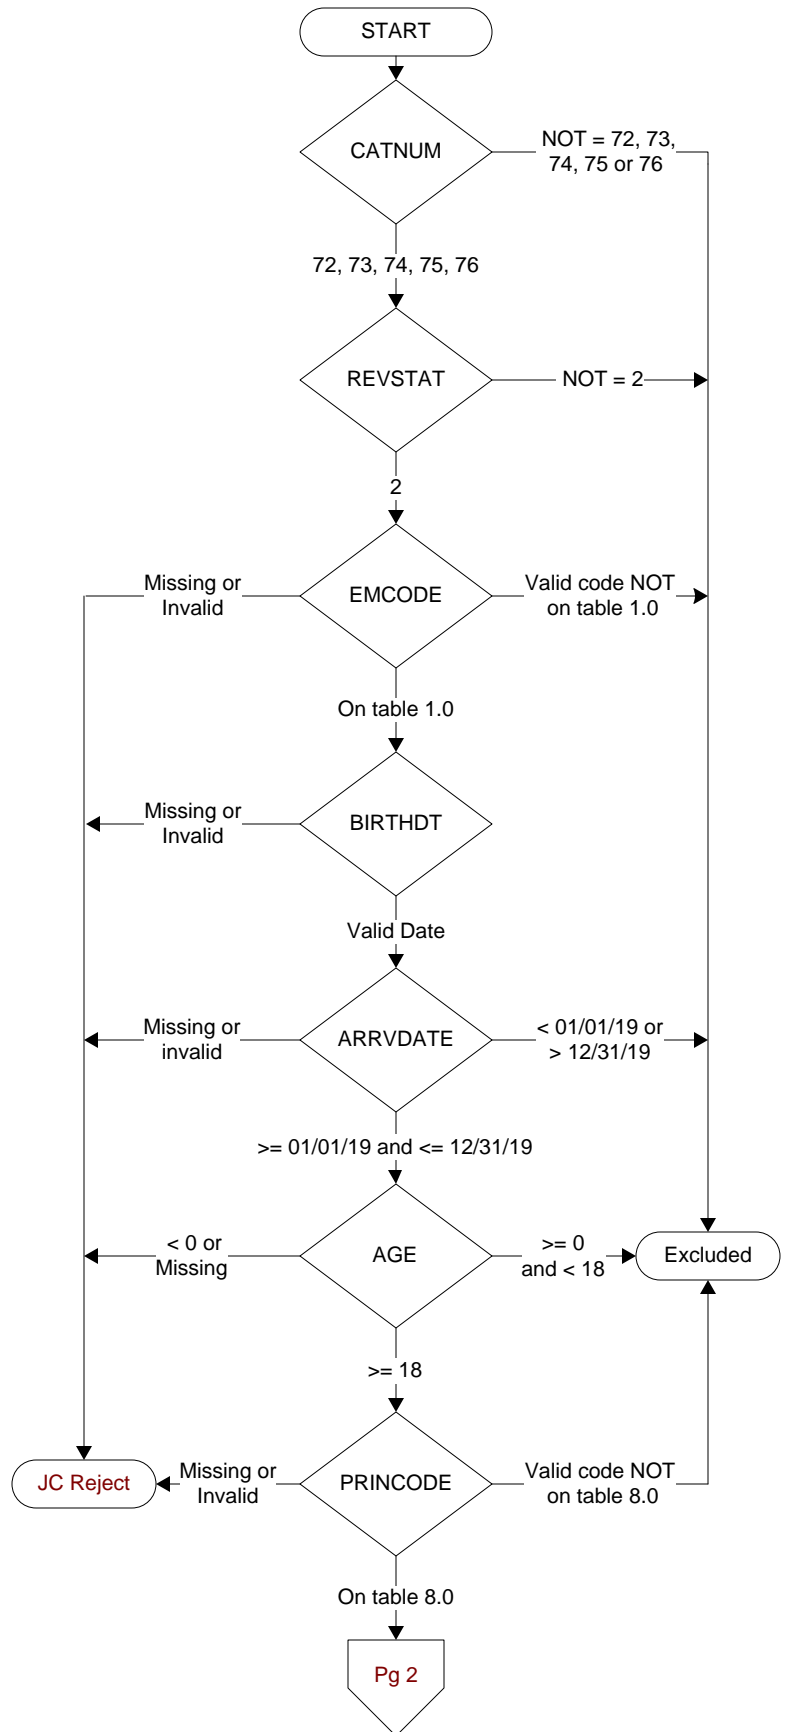 START
CATNUM
NOT = 72, 73,
74, 75 or 76
72, 73, 74, 75, 76
REVSTAT
NOT = 2
2
Missing or
Invalid
EMCODE
Valid code NOT
on table 1.0
On table 1.0
Missing or
Invalid
BIRTHDT
Valid Date
Missing or
invalid
ARRVDATE
< 01/01/19 or
> 12/31/19
>= 01/01/19 and <= 12/31/19
< 0 or
Missing
AGE
>= 0
and < 18
Excluded
>= 18
JC Reject
Missing or
Invalid
PRINCODE
Valid code NOT
on table 8.0
On table 8.0
Pg 2